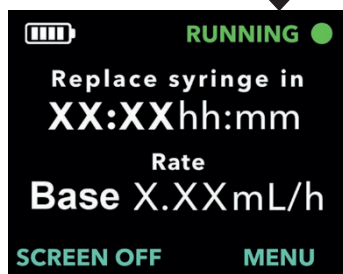 RUNNING
Replace syringe in
XX:XXhh:mm
Rate
Base X.XXmL/h
SCREEN OFF MENU